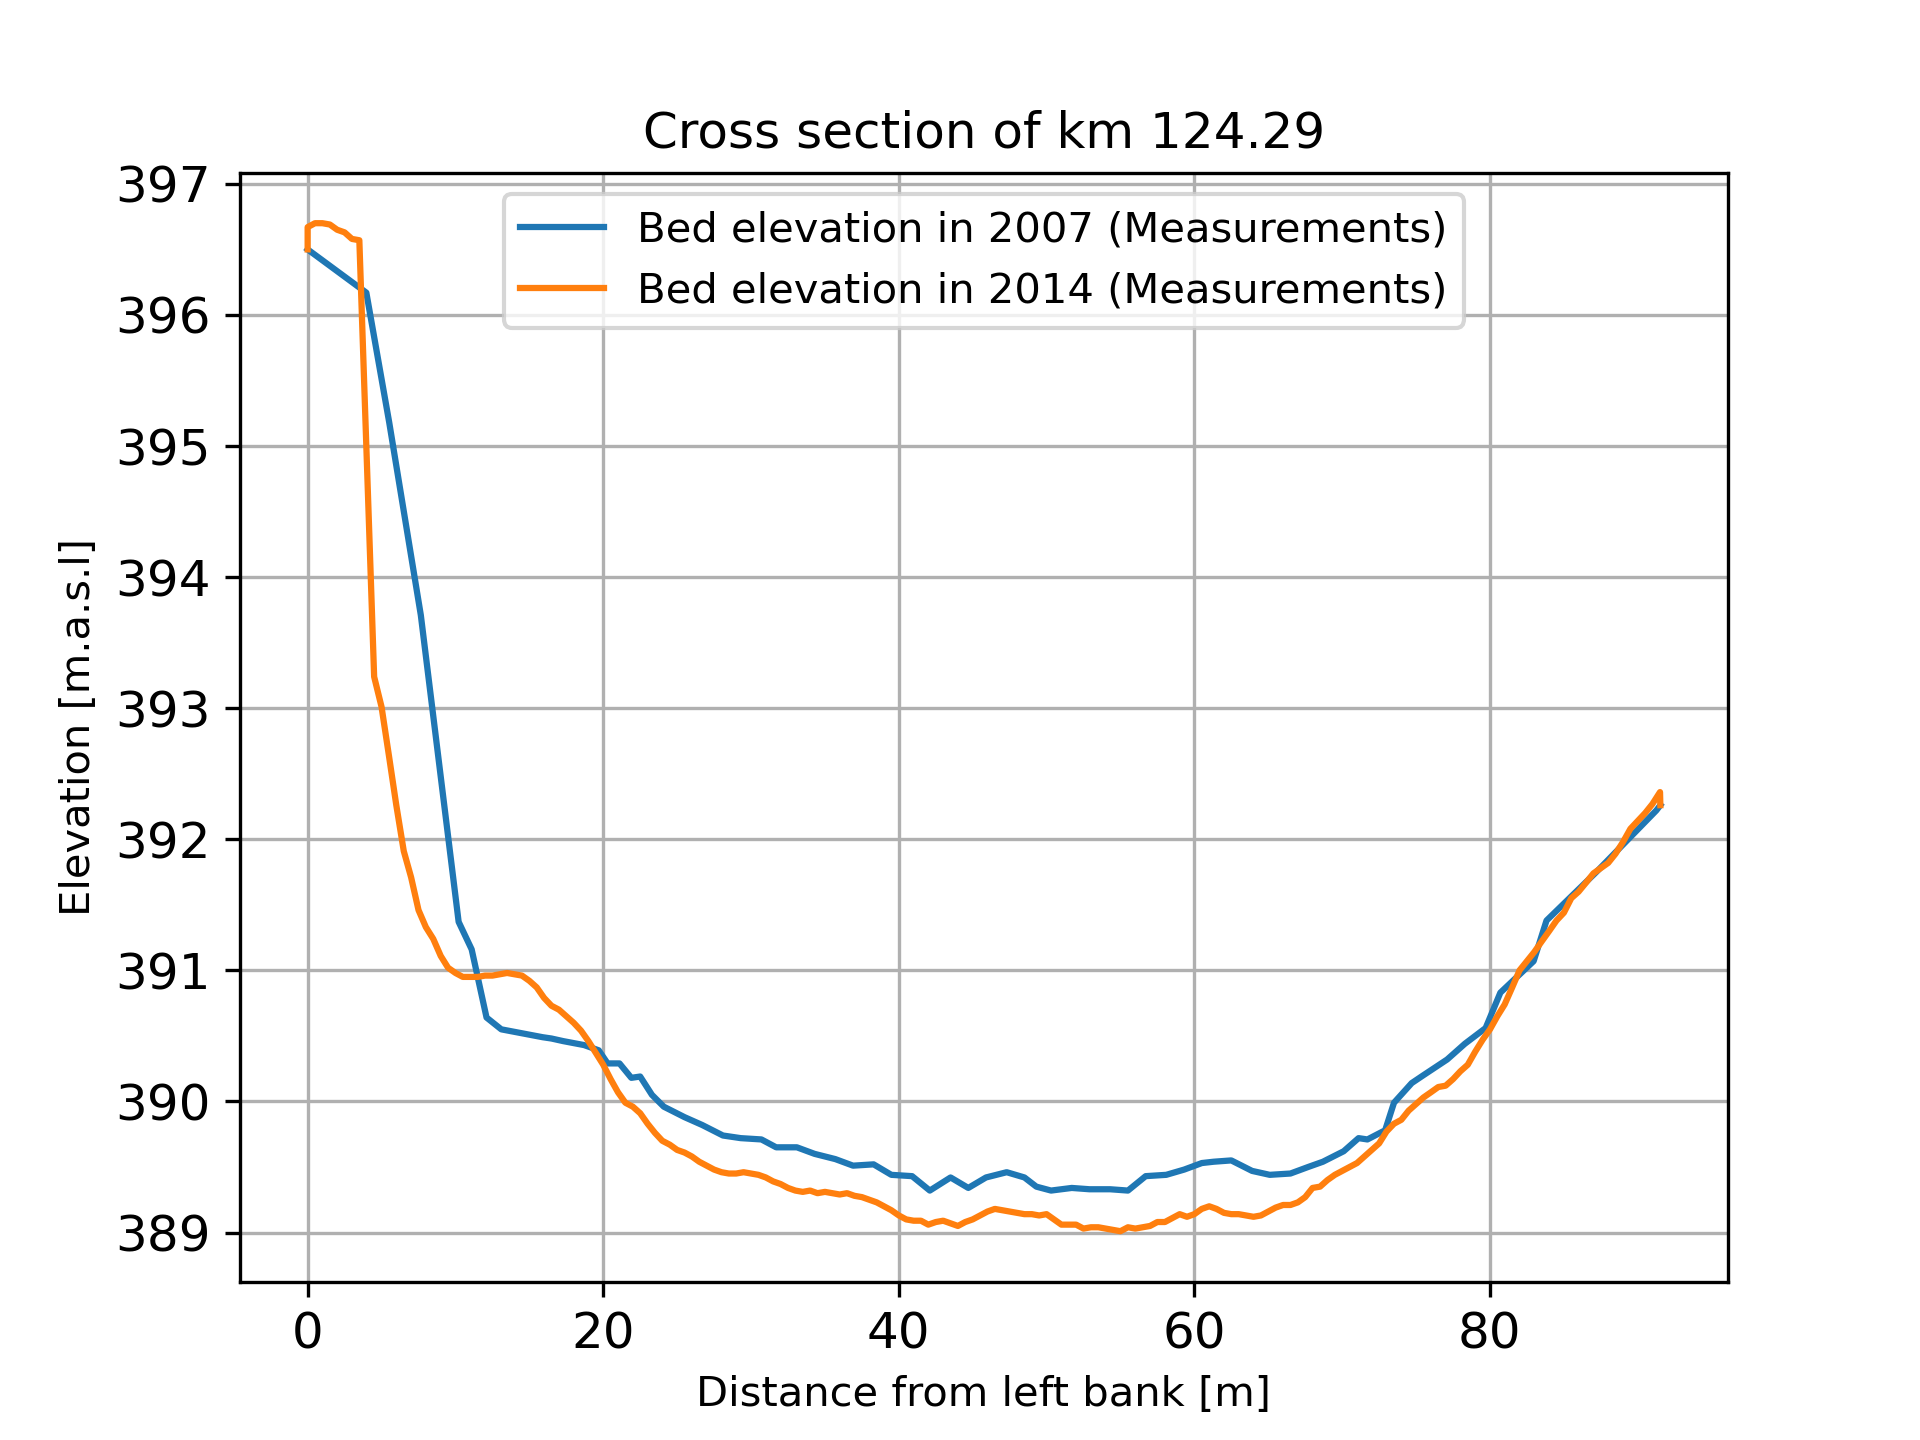 Cross section of km 124.29
397
396
395
394
393
392
391
390
389
Elevation [m.a.s.l]
Bed elevation in 2007 (Measurements)
Bed elevation in 2014 (Measurements)
0 20 40 60 80
Distance from left bank [m]